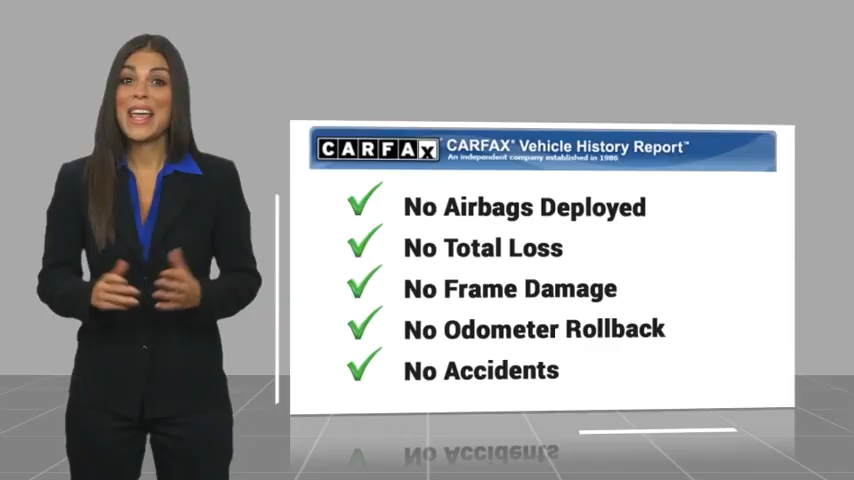 CARFAX CARFAX® Vehicle History Report™
An independent company established in 1986
No Airbags Deployed
No Total Loss
No Frame Damage
No Odometer Rollback
No Accidents
No Accidents